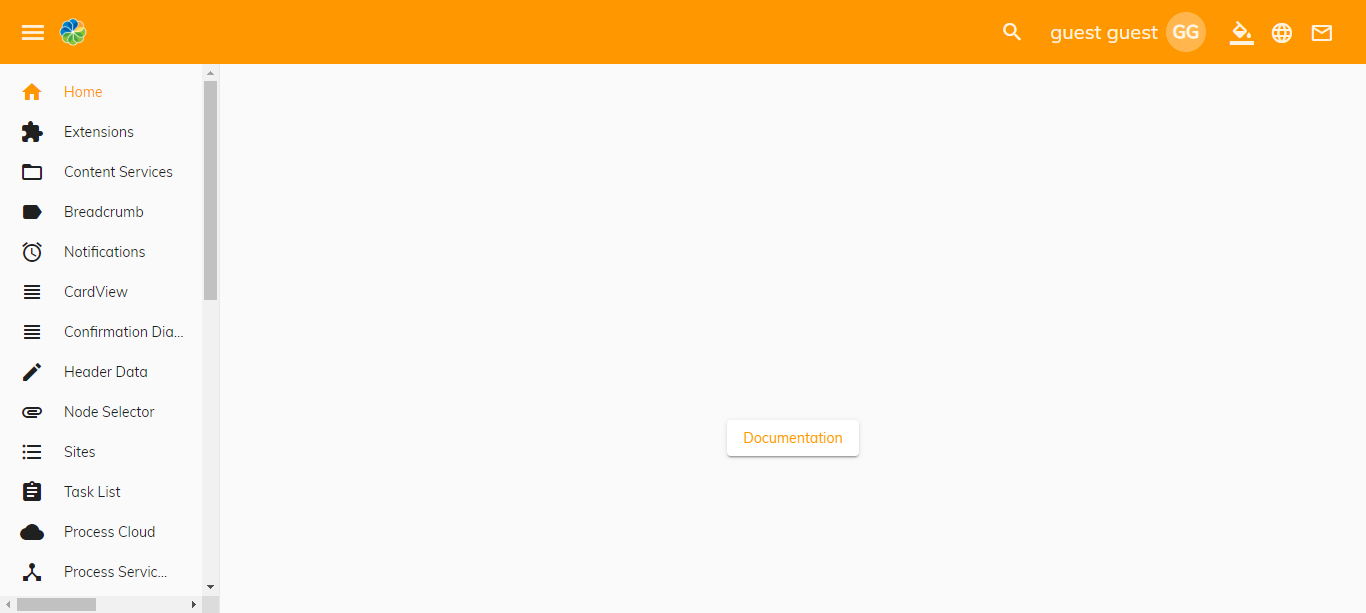 guest guest GG
Home
Extensions
Content Services
Breadcrumb
Notifications
CardView
Confirmation Dia...
Header Data
Node Selector
Sites
Task List
Process Cloud
Process Servic...
Documentation